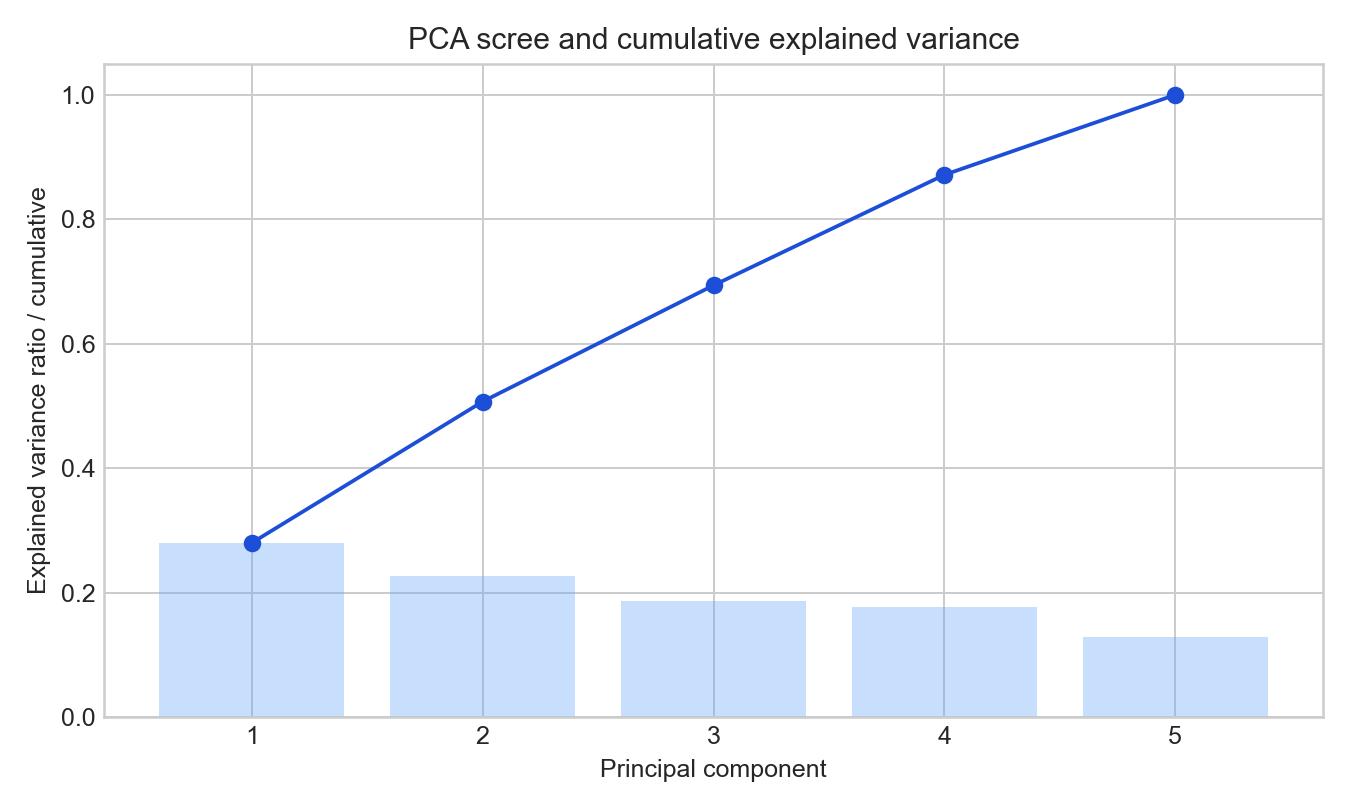 PCA scree and cumulative explained variance
Explained variance ratio / cumulative
1.0
0.8
0.6
0.4
0.2
0.0
1 2 3 4 5
Principal component